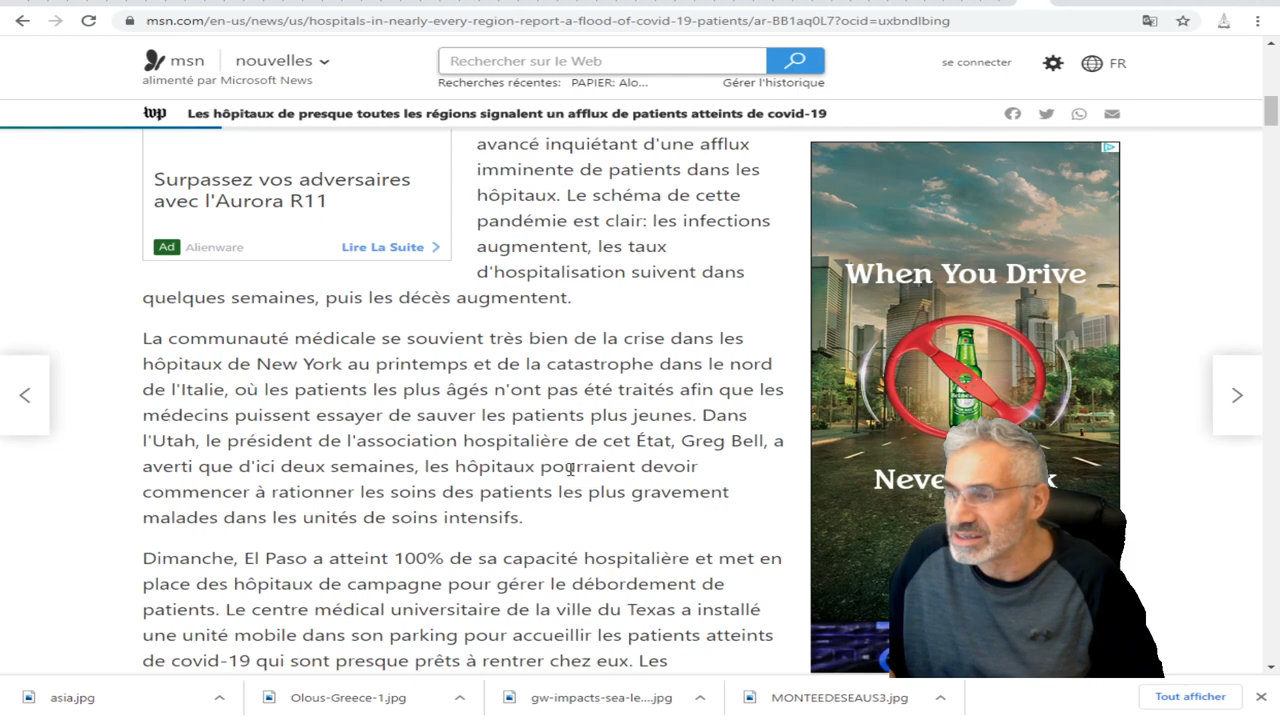 msn.com/en-us/news/us/hospitals-in-nearly-every-region-report-a-flood-of-covid-19-patients/ar-BB1aq0L7?ocid=uxbndlbing
msn
nouvelles
Rechercher sur le Web
se connecter
FR
alimenté par Microsoft News
Recherches récentes: PAPIER: Alo...
Gérer l'historique
wp Les hôpitaux de presque toutes les régions signalent un afflux de patients atteints de covid-19
Surpassez vos adversaires
avec l'Aurora R11
Ad Alienware
Lire La Suite
avancé inquiétant d'une afflux
imminente de patients dans les
hôpitaux. Le schéma de cette
pandémie est clair: les infections
augmentent, les taux
d'hospitalisation suivent dans
quelques semaines, puis les décès augmentent.
La communauté médicale se souvient très bien de la crise dans les
hôpitaux de New York au printemps et de la catastrophe dans le nord
de l'Italie, où les patients les plus âgés n'ont pas été traités afin que les
médecins puissent essayer de sauver les patients plus jeunes. Dans
l'Utah, le président de l'association hospitalière de cet État, Greg Bell, a
averti que d'ici deux semaines, les hôpitaux pourraient devoir
commencer à rationner les soins des patients les plus gravement
malades dans les unités de soins intensifs.
Dimanche, El Paso a atteint 100% de sa capacité hospitalière et met en
place des hôpitaux de campagne pour gérer le débordement de
patients. Le centre médical universitaire de la ville du Texas a installé
une unité mobile dans son parking pour accueillir les patients atteints
de covid-19 qui sont presque prêts à rentrer chez eux. Les
When You Drive
Heineken
Neve k
asia.jpg
Olous-Greece-1.jpg
gw-impacts-sea-le....jpg
MONTEEDESEAUS3.jpg
Tout afficher